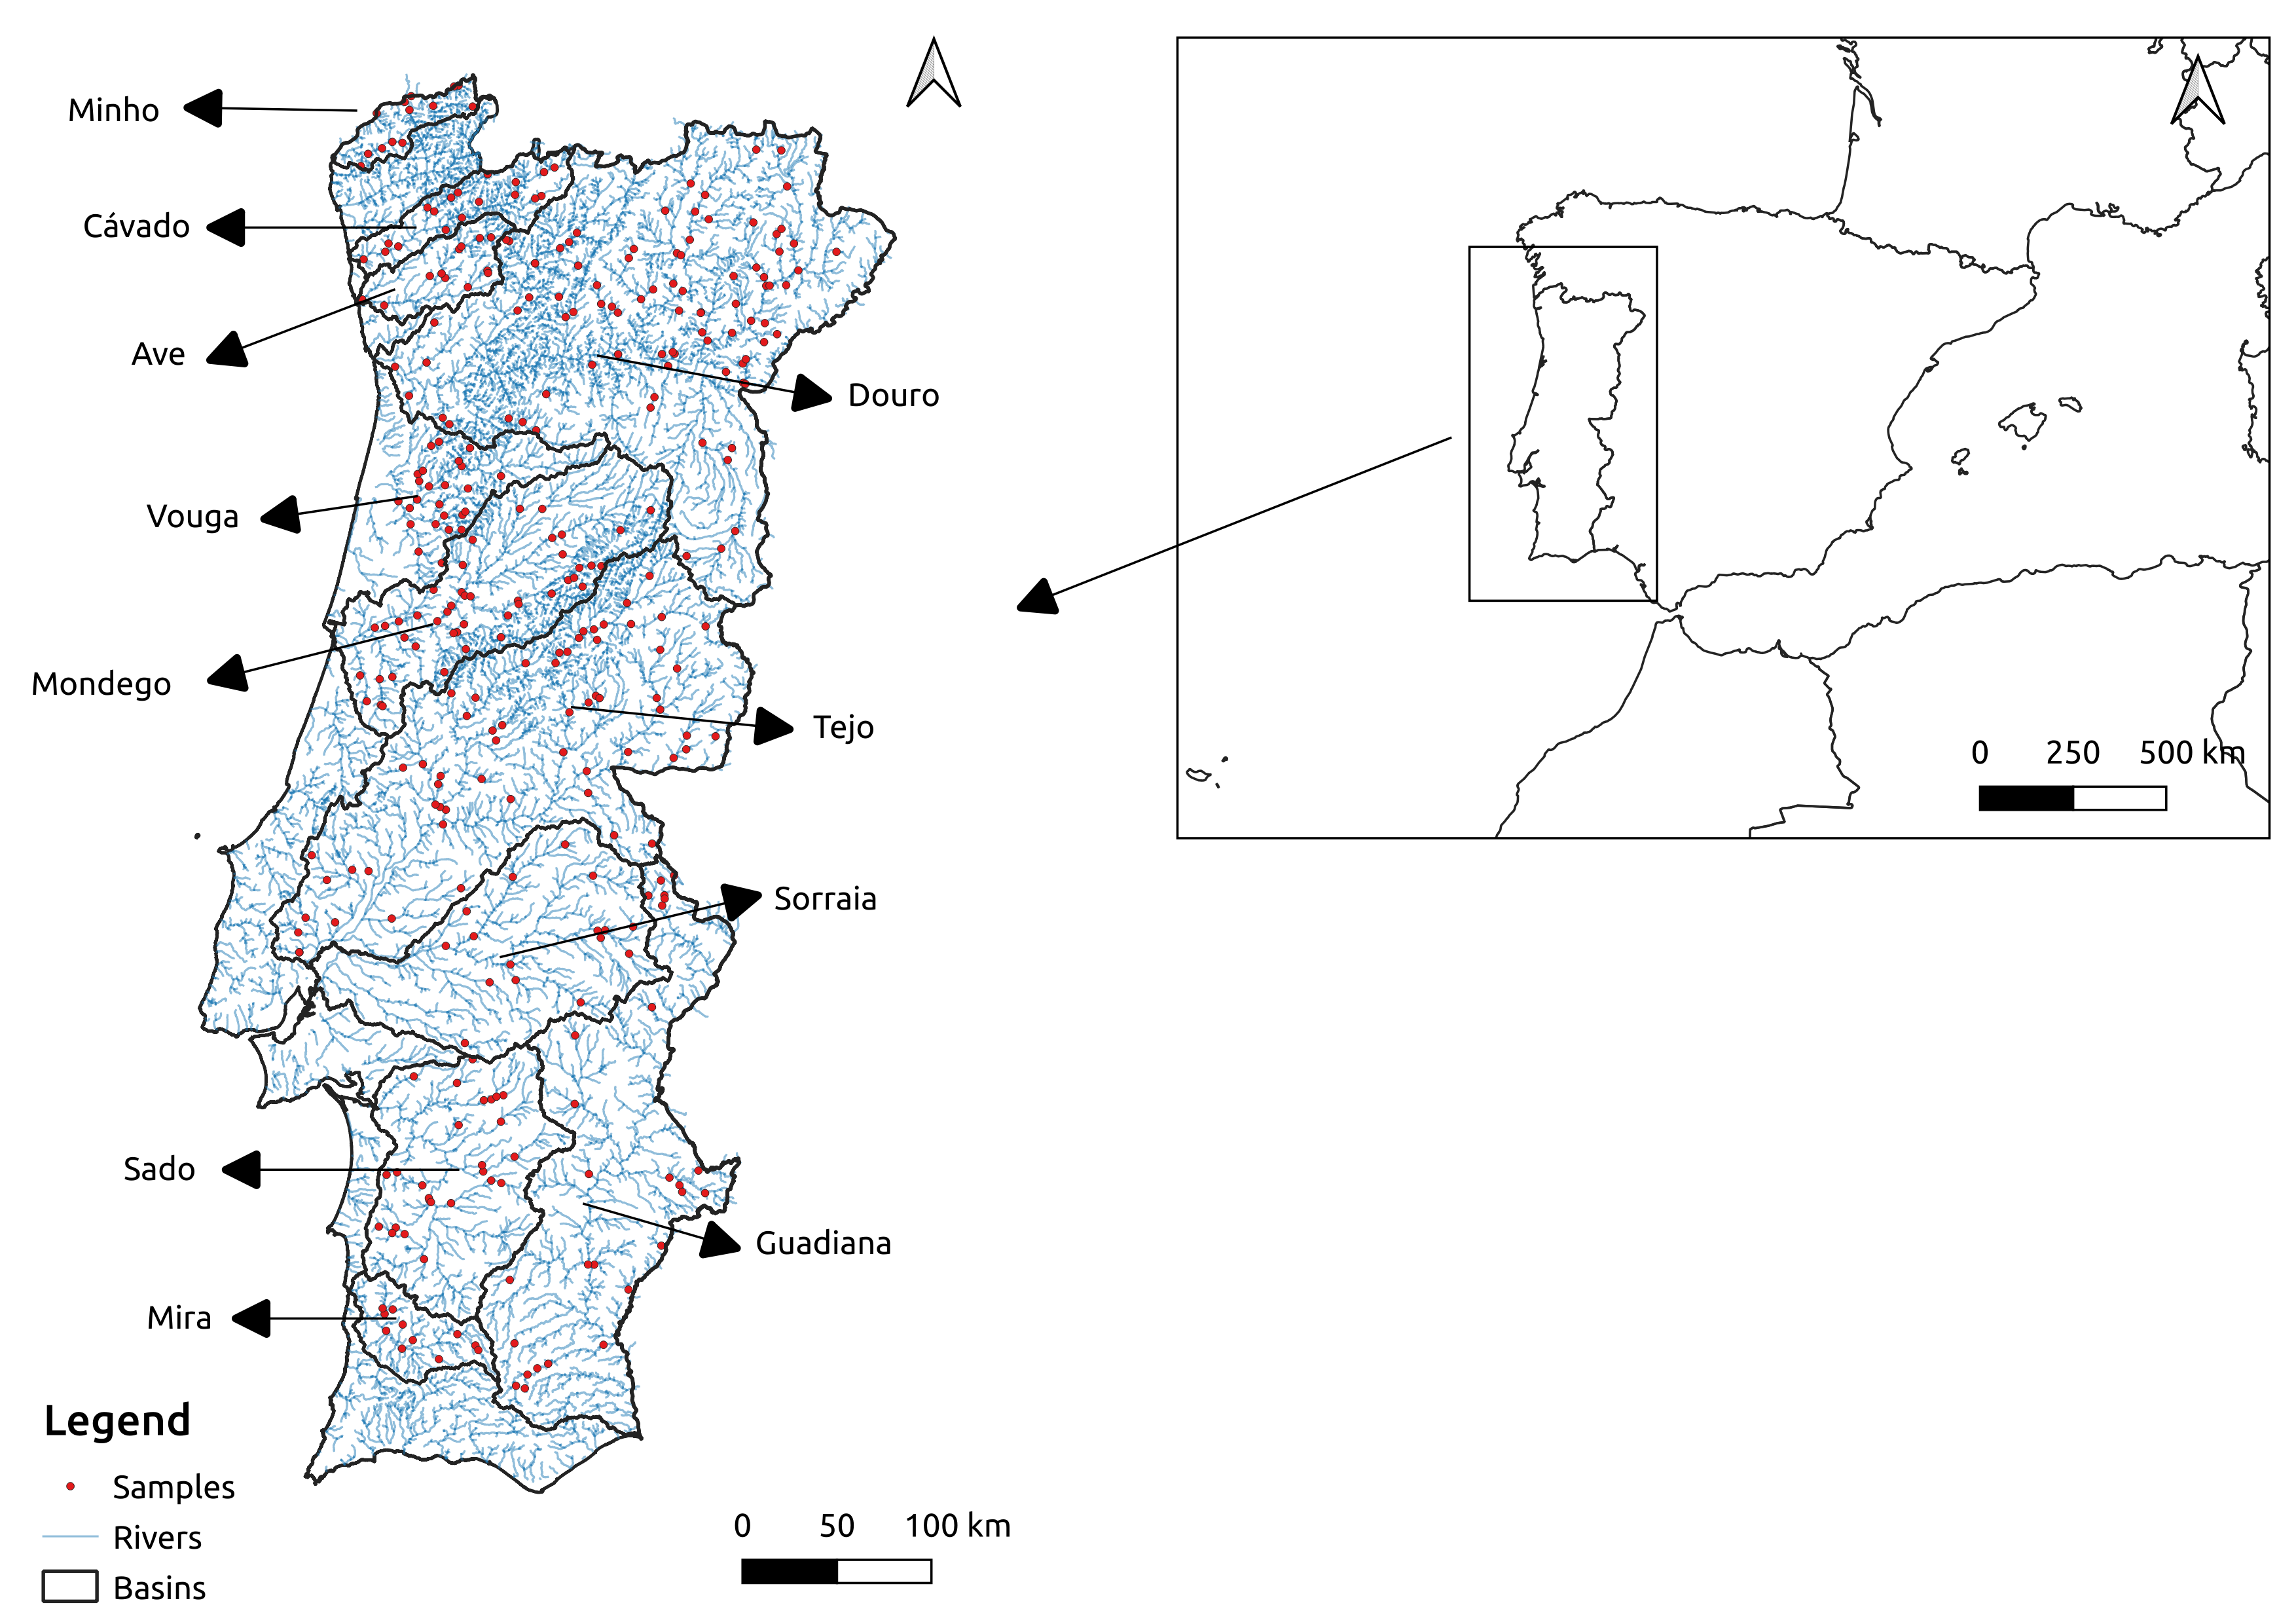 Minho
Cávado
Ave
Douro
Vouga
Mondego
Tejo
Sorraia
Sado
Guadiana
Mira
Legend
Samples
Rivers
Basins
0 50 100 km
0 250 500 km